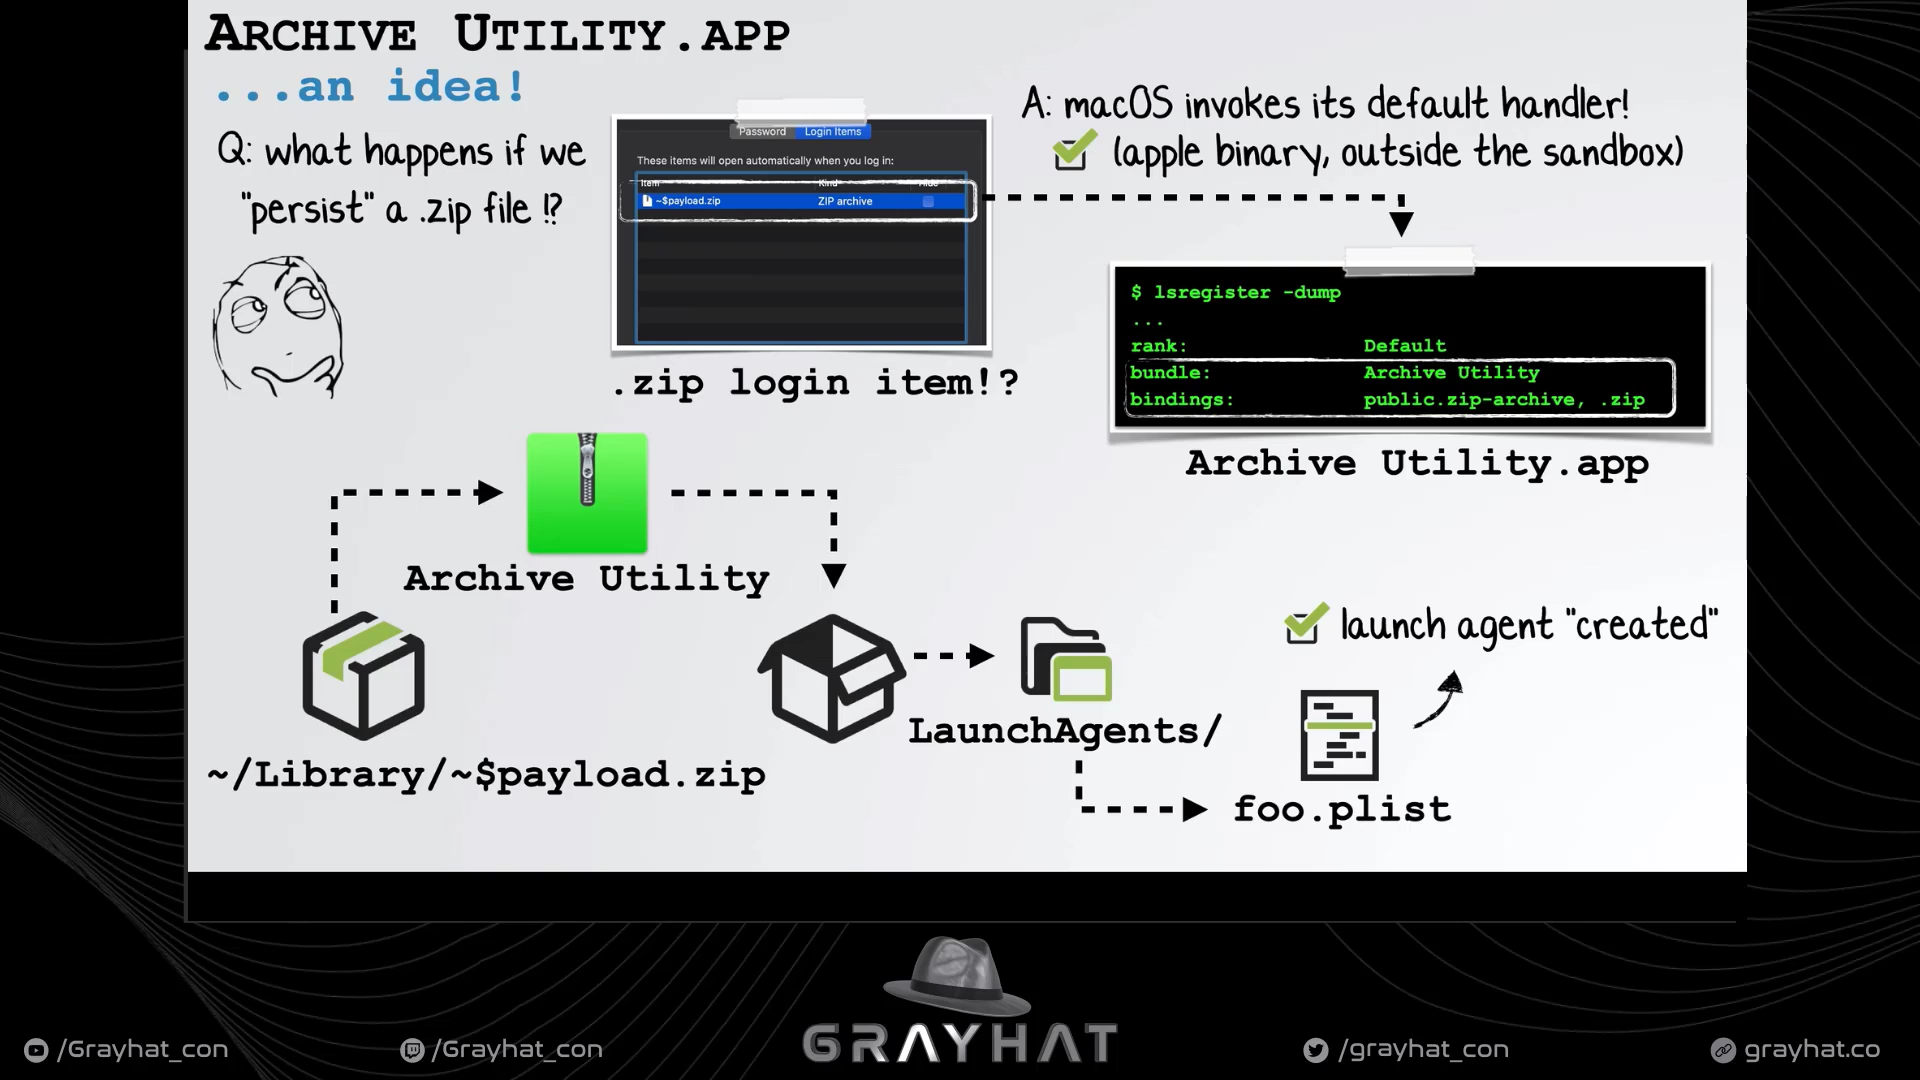 ARCHIVE UTILITY.APP
...an idea!
Q: what happens if we
"persist" a .zip file !?
Password
Login Items
These items will open automatically when you log in:
Item Kind Hide
~$payload.zip ZIP archive
.zip login item!?
A: macOS invokes its default handler!
(apple binary, outside the sandbox)
$ lsregister -dump
...
rank: Default
bundle: Archive Utility
bindings: public.zip-archive, .zip
Archive Utility.app
Archive Utility
~/Library/~$payload.zip
LaunchAgents/
launch agent "created"
foo.plist
GRAYHAT
/Grayhat_con
/Grayhat_con
/grayhat_con
grayhat.co